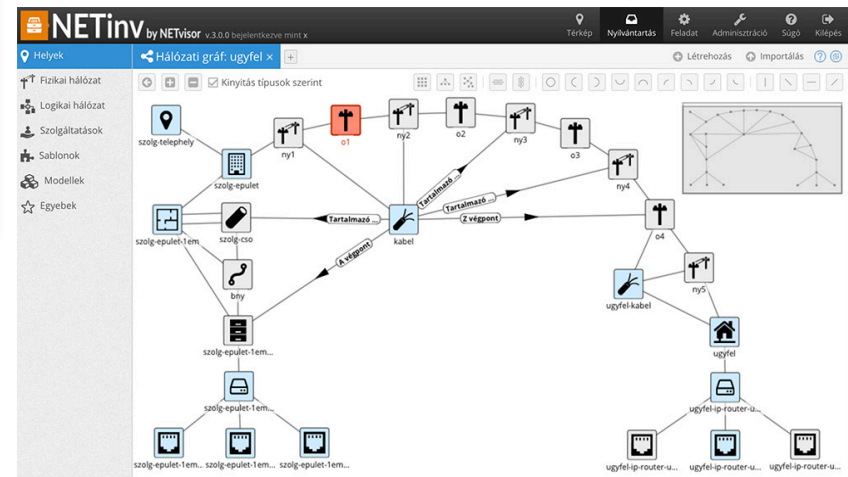 NETinv by NETvisor v.3.0.0 bejelentkezve mint x
Térkép
Nyilvántartás
Feladat
Adminisztráció
Súgó
Kilépés
Helyek
Hálózati gráf: ugyfel ×
+
Létrehozás
Importálás
Fizikai hálózat
Logikai hálózat
Szolgáltatások
Sablonok
Modellek
Egyebek
Kinyitás típusok szerint
szolg-telephely
ny1
o1
ny2
o2
ny3
o3
ny4
szolg-epulet
szolg-epulet-1em
szolg-cso
kabel
Tartalmazó ...
Tartalmazó ...
Tartalmazó ...
Z végpont
A végpont
o4
bny
ugyfel-kabel
ny5
szolg-epulet-1em...
ugyfel
szolg-epulet-1em...
ugyfel-ip-router-u...
szolg-epulet-1em...
szolg-epulet-1em...
szolg-epulet-1em...
ugyfel-ip-router-u...
ugyfel-ip-router-u...
ugyfel-ip-router-u...